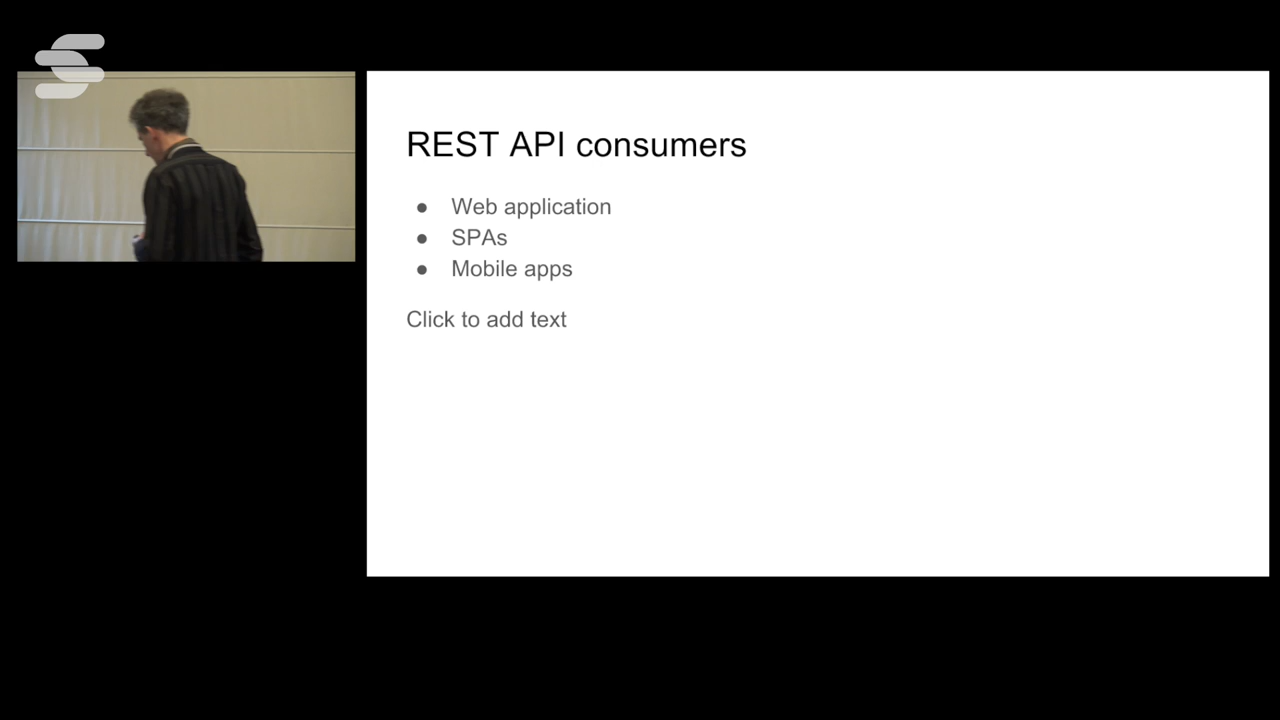 REST API consumers
● Web application
● SPAs
● Mobile apps
Click to add text